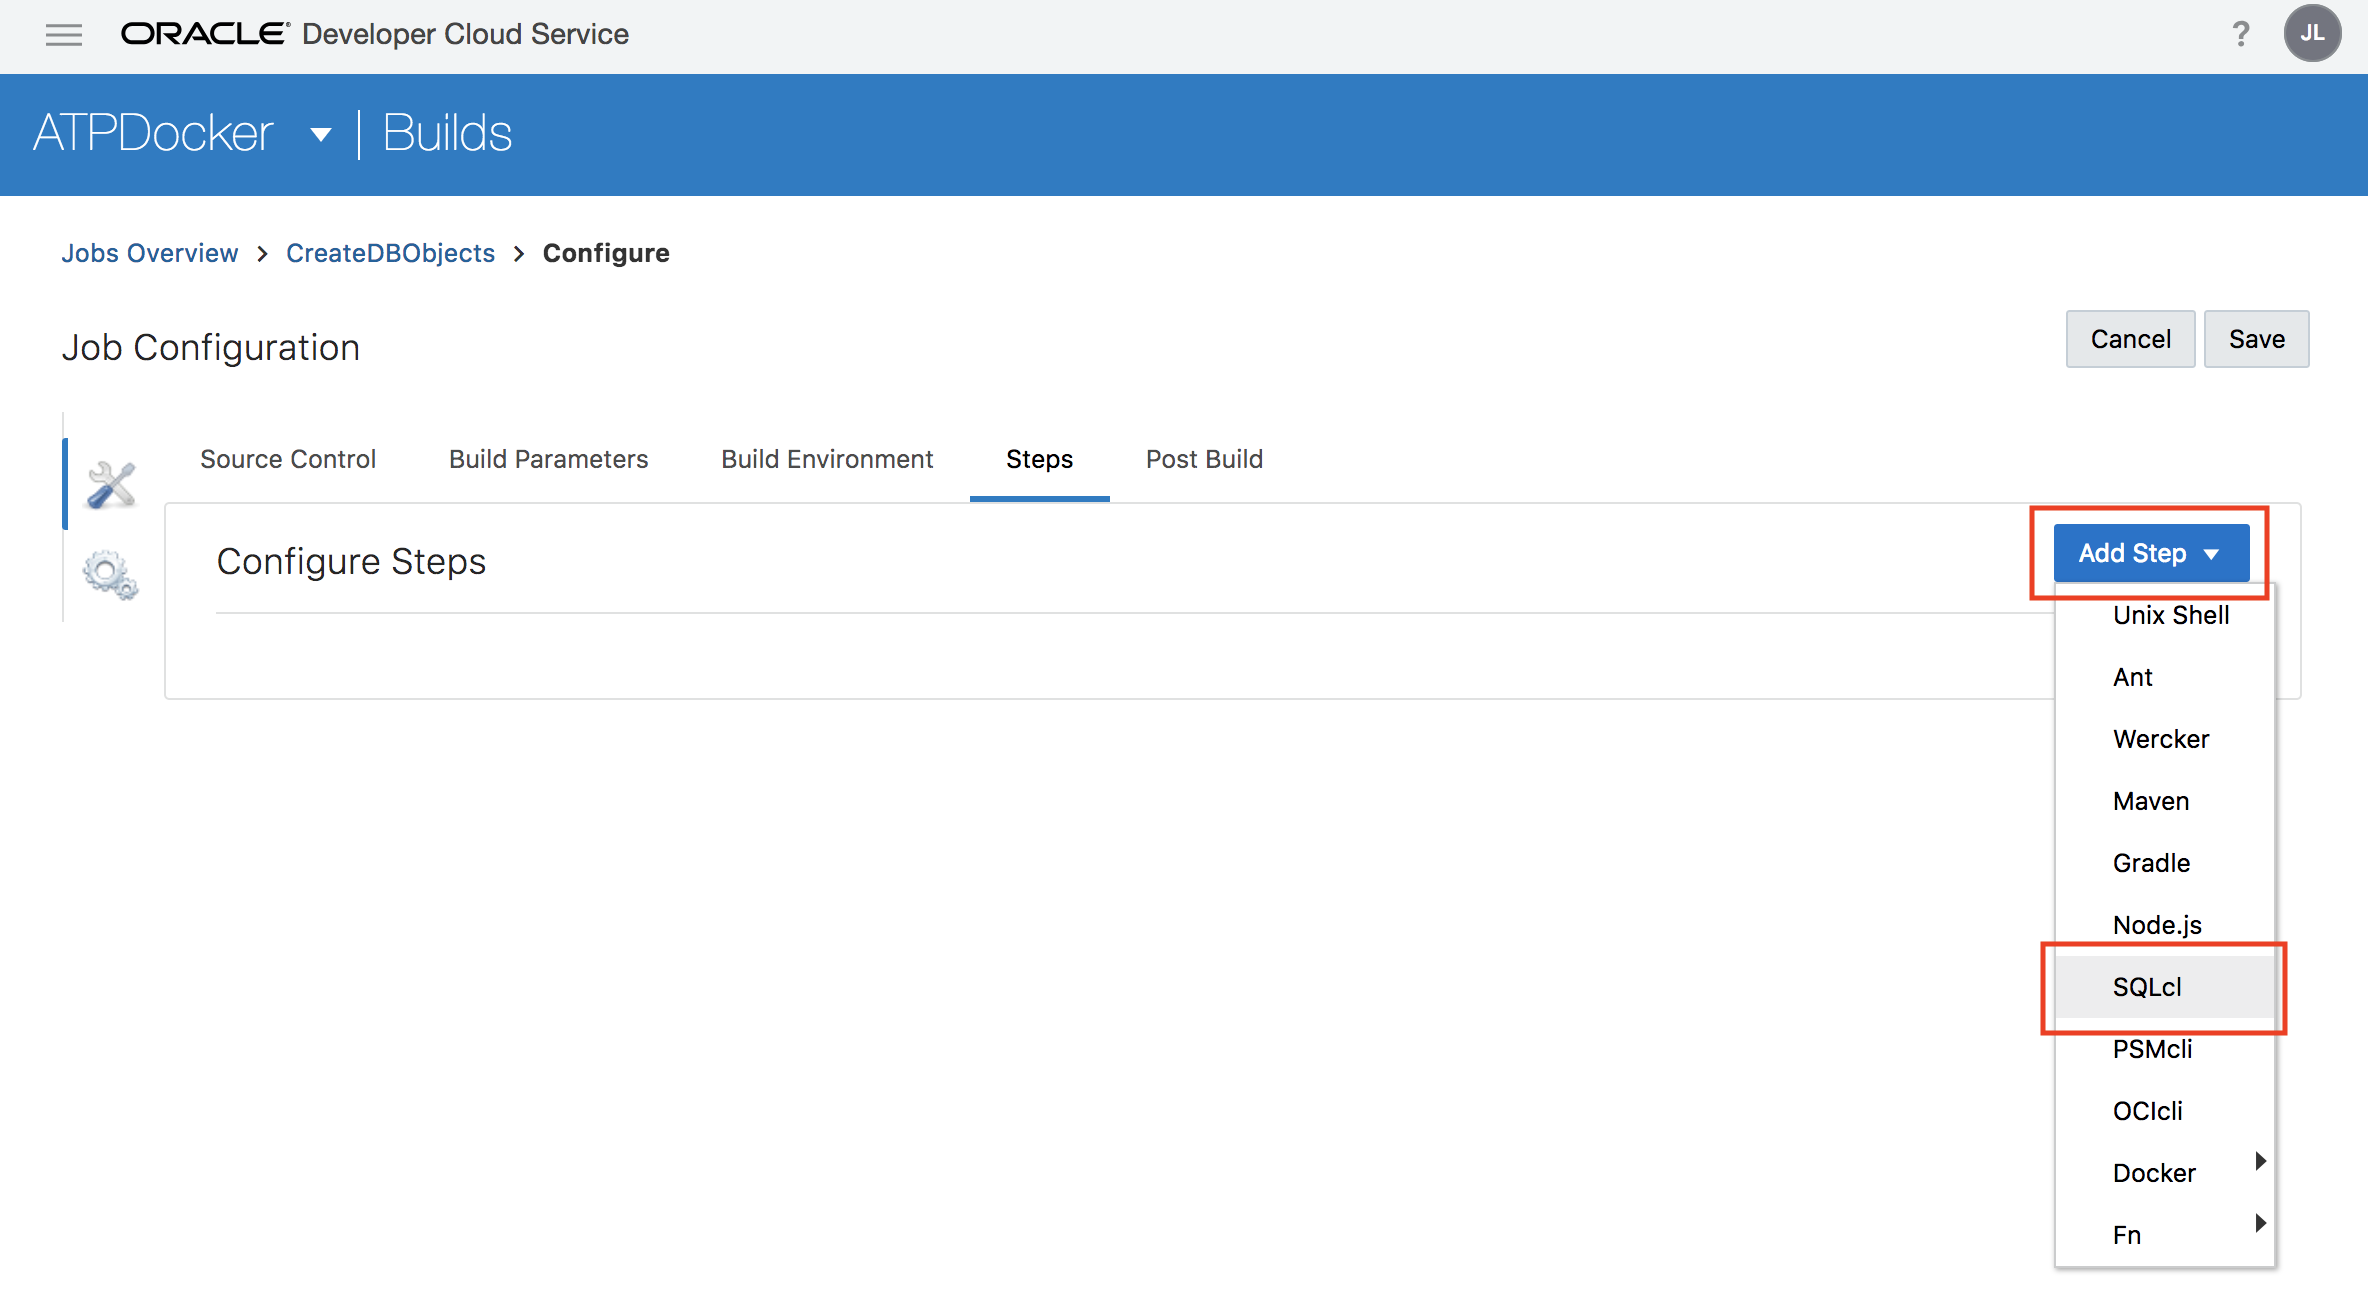 ORACLE® Developer Cloud Service ? JL
ATPDocker | Builds
Jobs Overview > CreateDBObjects > Configure
Job Configuration
Cancel Save
Source Control Build Parameters Build Environment Steps Post Build
Configure Steps
Add Step
Unix Shell
Ant
Wercker
Maven
Gradle
Node.js
SQLcl
PSMcli
OCIcli
Docker
Fn